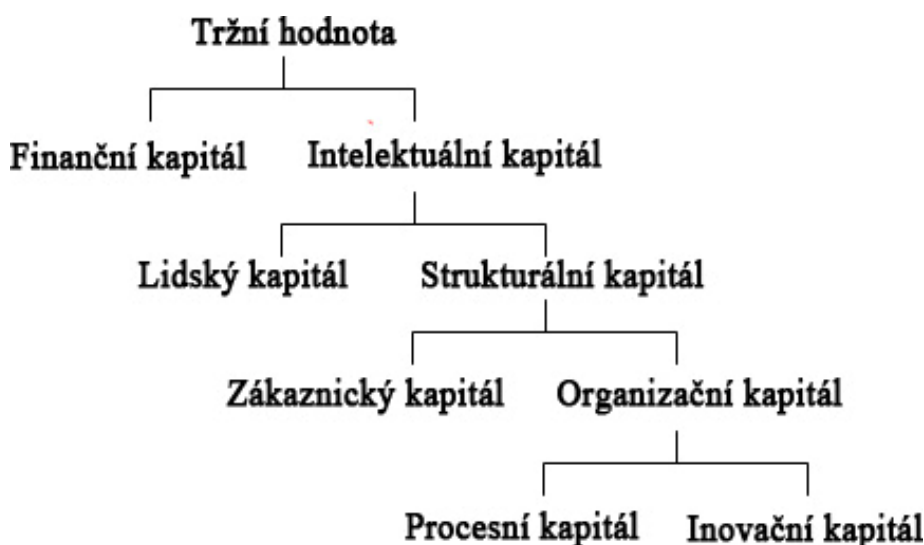 Tržní hodnota
Finanční kapitál Intelektuální kapitál
Lidský kapitál Strukturální kapitál
Zákaznický kapitál Organizační kapitál
Procesní kapitál Inovační kapitál